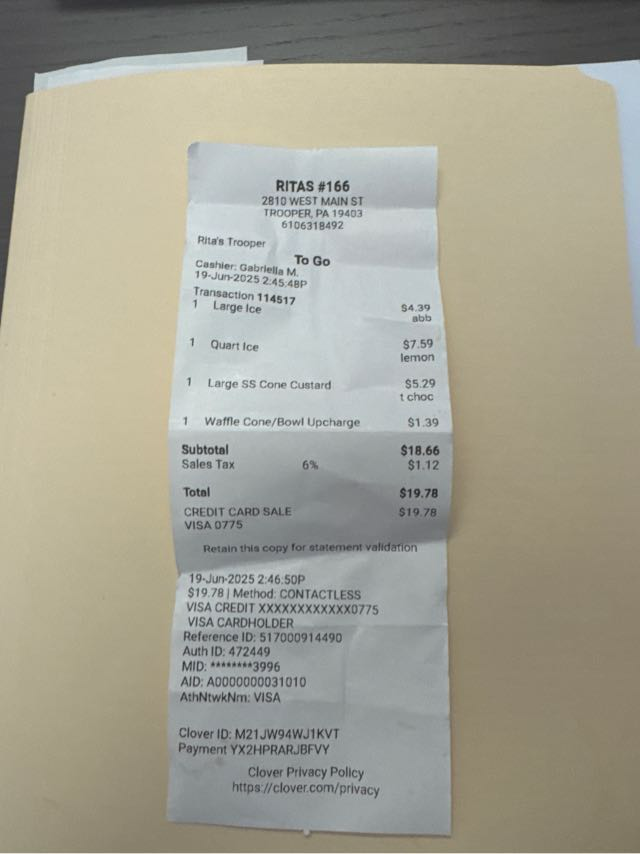 RITAS #166
2810 WEST MAIN ST
TROOPER, PA 19403
6106318492
Rita's Trooper
To Go
Cashier: Gabriella M.
19-Jun-2025 2:45:48P
Transaction 114517
1 Large Ice $4.39
abb
1 Quart Ice $7.59
lemon
1 Large SS Cone Custard $5.29
t choc
1 Waffle Cone/Bowl Upcharge $1.39
Subtotal $18.66
Sales Tax 6% $1.12
Total $19.78
CREDIT CARD SALE $19.78
VISA 0775
Retain this copy for statement validation
19-Jun-2025 2:46:50P
$19.78 | Method: CONTACTLESS
VISA CREDIT XXXXXXXXXXXX0775
VISA CARDHOLDER
Reference ID: 517000914490
Auth ID: 472449
MID: ********3996
AID: A0000000031010
AthNtwkNm: VISA
Clover ID: M21JW94WJ1KVT
Payment YX2HPRARJBFVY
Clover Privacy Policy
https://clover.com/privacy